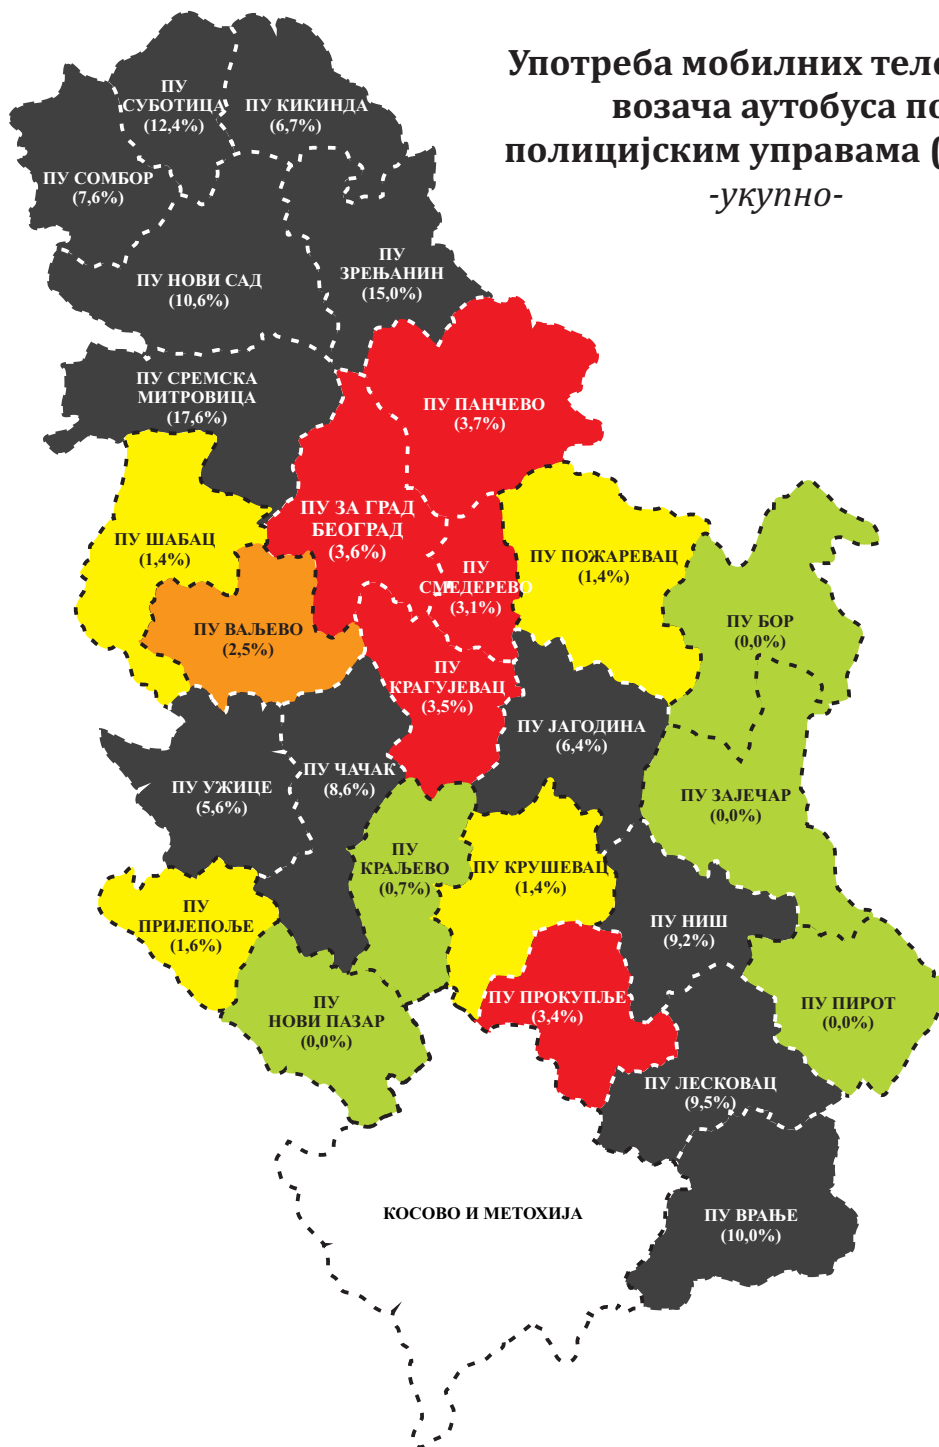 Употреба мобилних
возача аутобуса
полицијским управама
-укупно-
ПУ
СУБОТИЦА
(12,4%)
ПУ КИКИНДА
(6,7%)
ПУ СОМБОР
(7,6%)
ПУ НОВИ САД
(10,6%)
ПУ
ЗРЕЊАНИН
(15,0%)
ПУ СРЕМСКА
МИТРОВИЦА
(17,6%)
ПУ ПАНЧЕВО
(3,7%)
ПУ ЗА ГРАД
БЕОГРАД
(3,6%)
ПУ ШАБАЦ
(1,4%)
ПУ
СМЕДЕРЕВО
(3,1%)
ПУ ПОЖАРЕВАЦ
(1,4%)
ПУ ВАЉЕВО
(2,5%)
ПУ БОР
(0,0%)
ПУ
КРАГУЈЕВАЦ
(3,5%)
ПУ ЈАГОДИНА
(6,4%)
ПУ УЖИЦЕ
(5,6%)
ПУ ЧАЧАК
(8,6%)
ПУ ЗАЈЕЧАР
(0,0%)
ПУ
КРАЉЕВО
(0,7%)
ПУ КРУШЕВАЦ
(1,4%)
ПУ
ПРИЈЕПОЉЕ
(1,6%)
ПУ НИШ
(9,2%)
ПУ
НОВИ ПАЗАР
(0,0%)
ПУ ПРОКУПЉЕ
(3,4%)
ПУ ПИРОТ
(0,0%)
ПУ ЛЕСКОВАЦ
(9,5%)
КОСОВО И МЕТОХИЈА
ПУ ВРАЊЕ
(10,0%)